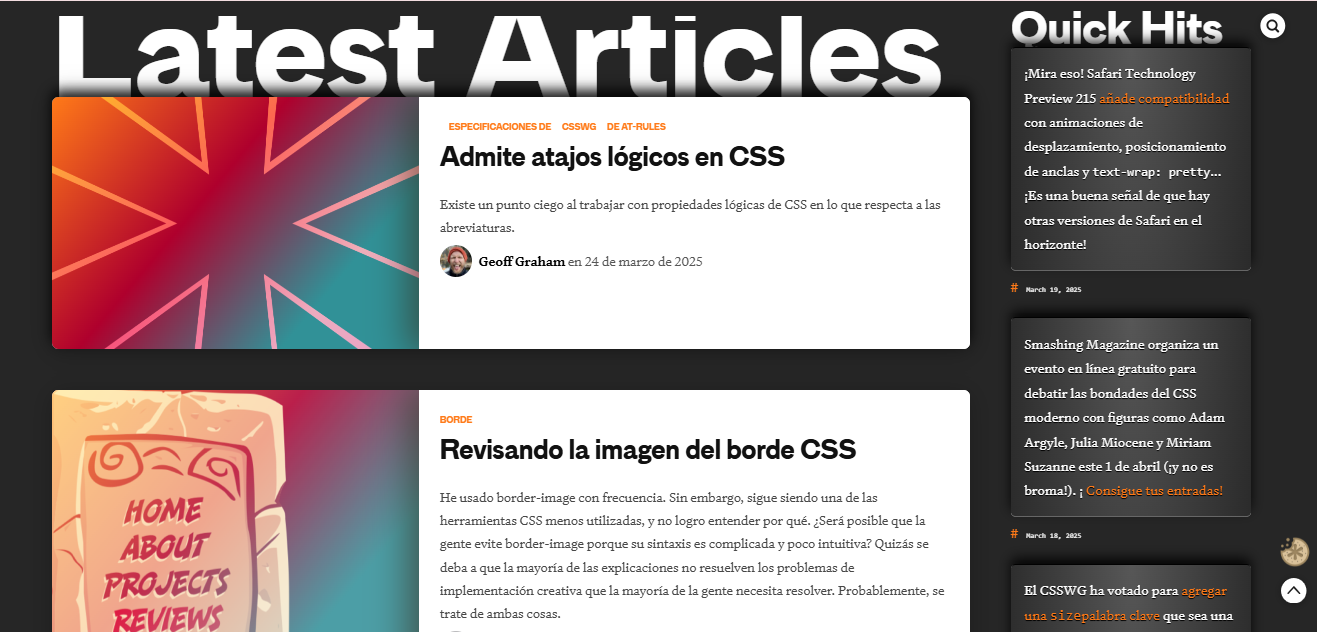 Latest Articles
ESPECIFICACIONES DE CSSWG DE AT-RULES
Admite atajos lógicos en CSS
Existe un punto ciego al trabajar con propiedades lógicas de CSS en lo que respecta a las
abreviaturas.
Geoff Graham en 24 de marzo de 2025
HOME
ABOUT
PROJECTS
REVIEWS
BORDE
Revisando la imagen del borde CSS
He usado border-image con frecuencia. Sin embargo, sigue siendo una de las
herramientas CSS menos utilizadas, y no logro entender por qué. ¿Será posible que la
gente evite border-image porque su sintaxis es complicada y poco intuitiva? Quizás se
deba a que la mayoría de las explicaciones no resuelven los problemas de
implementación creativa que la mayoría de la gente necesita resolver. Probablemente, se
trate de ambas cosas.
Quick Hits
¡Mira eso! Safari Technology
Preview 215 añade compatibilidad
con animaciones de
desplazamiento, posicionamiento
de anclas y text-wrap: pretty...
¡Es una buena señal de que hay
otras versiones de Safari en el
horizonte!
# March 19, 2025
Smashing Magazine organiza un
evento en línea gratuito para
debatir las bondades del CSS
moderno con figuras como Adam
Argyle, Julia Miocene y Miriam
Suzanne este 1 de abril (¡y no es
broma!). ¡ Consigue tus entradas!
# March 18, 2025
El CSSWG ha votado para agregar
una sizepalabra clave que sea una